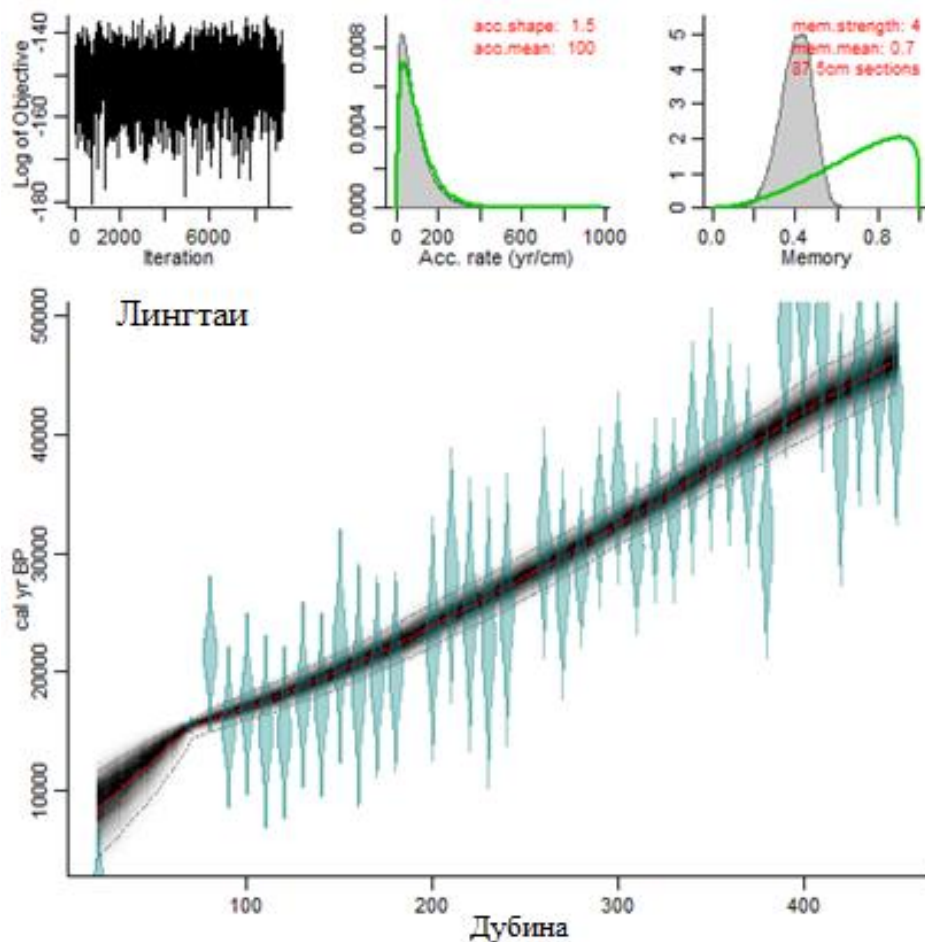 -140
-160
-180
Log of Objective
0 2000 6000
Iteration
0.008
0.004
0.000
acc.shape: 1.5
acc.mean: 100
0 200 400 600 800 1000
Acc. rate (yr/cm)
5
4
3
2
1
0
mem.strength: 4
mem.mean: 0.7
87.5cm sections
0.0 0.4 0.8
Memory
Лингтаи
50000
40000
30000
20000
10000
cal yr BP
100 200 300 400
Дубина